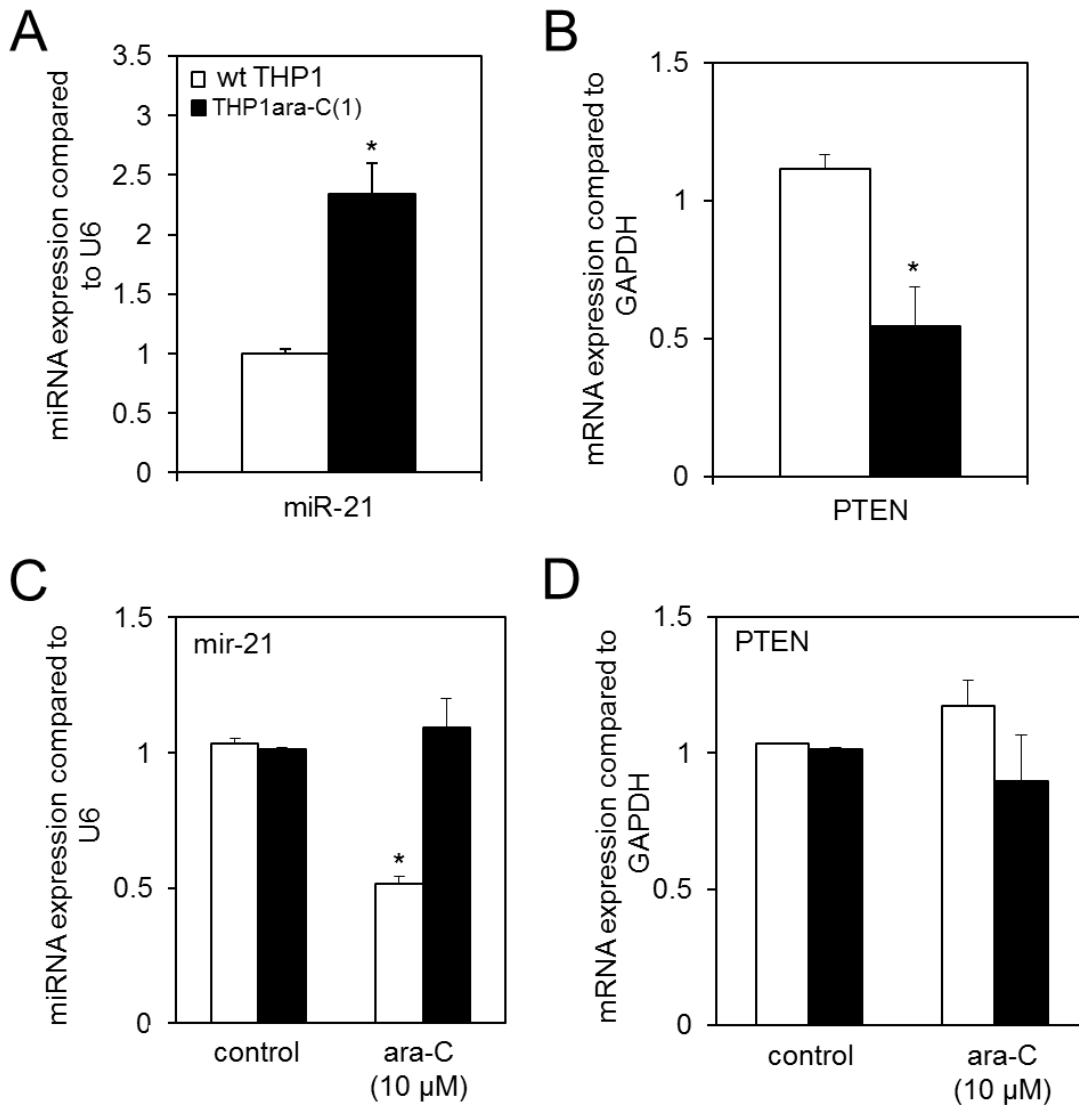 A
miRNA expression compared
to U6
3.5
3
2.5
2
1.5
1
0.5
0
wt THP1
THP1ara-C(1)
*
miR-21
B
mRNA expression compared to
GAPDH
1.5
1
0.5
0
*
PTEN
C
miRNA expression compared to
U6
1.5
1
0.5
0
mir-21
*
control
ara-C
(10 µM)
D
mRNA expression compared to
GAPDH
1.5
1
0.5
0
PTEN
control
ara-C
(10 µM)